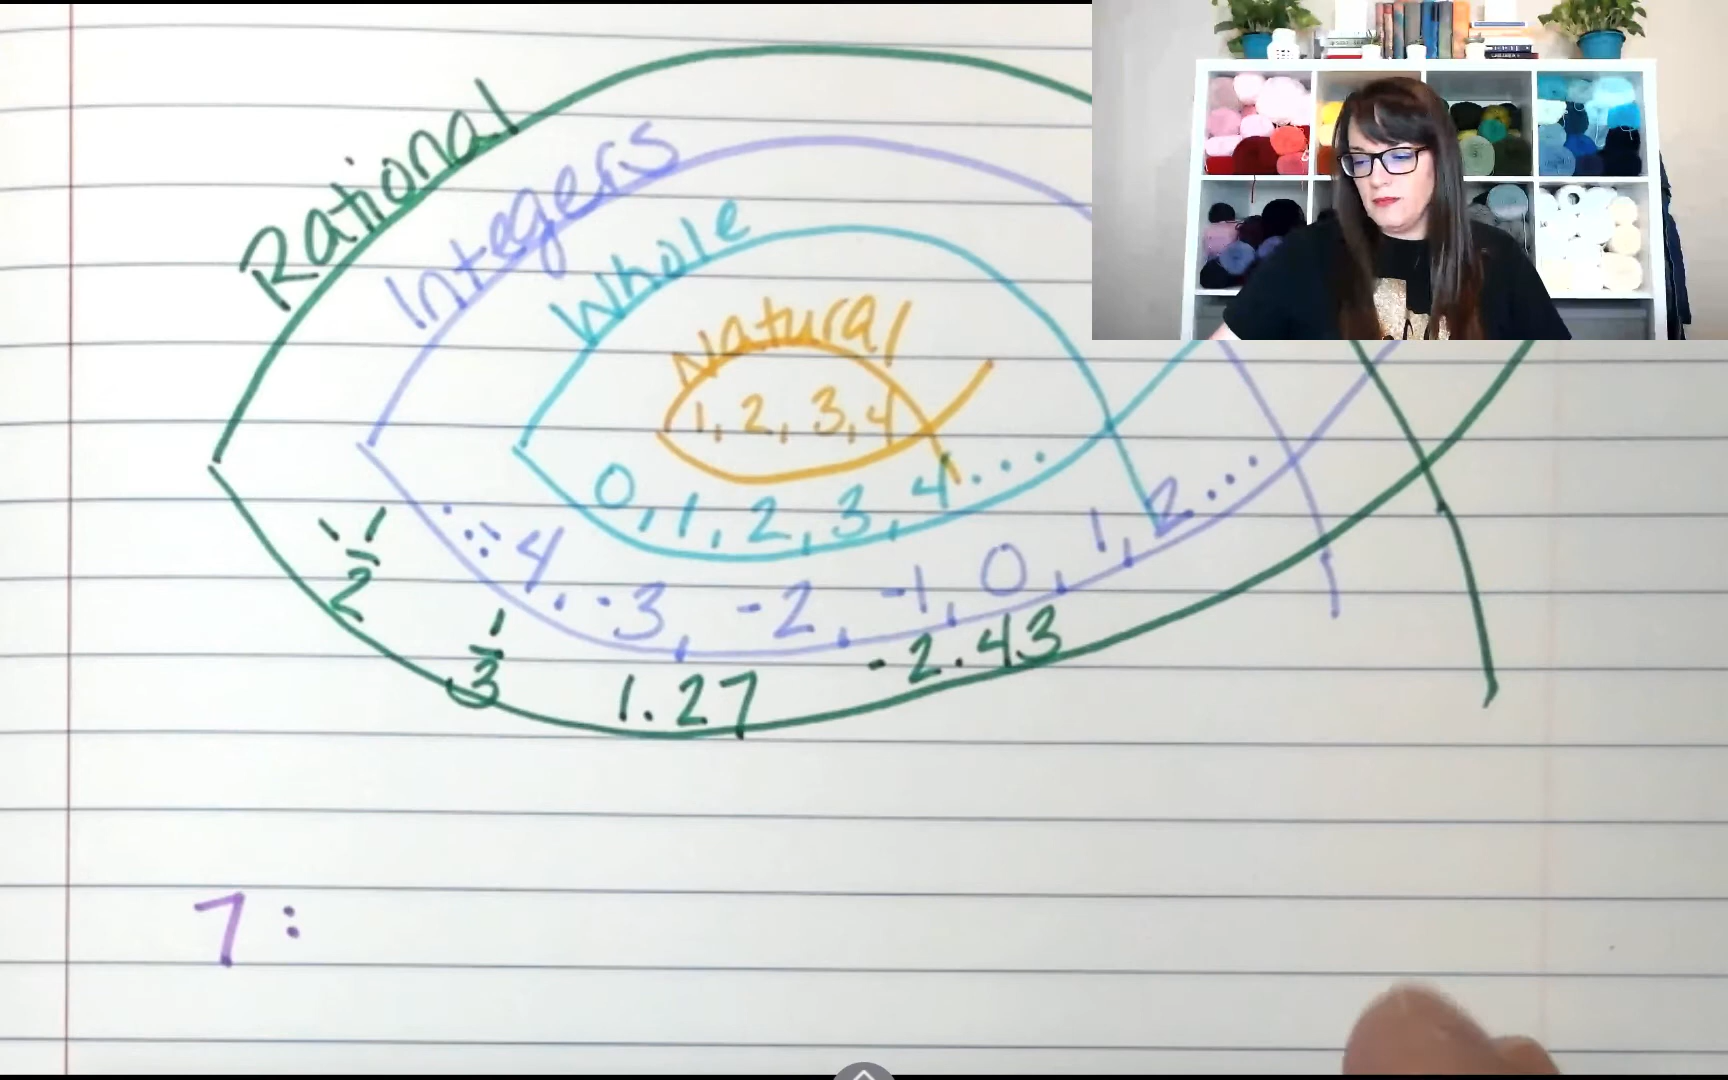 Rational
Integers
Whole
Natural
1, 2, 3, 4
0, 1, 2, 3, 4....
...-4, -3, -2, -1, 0, 1, 2...
-1/2
1/3
1.27
-2.43
7: